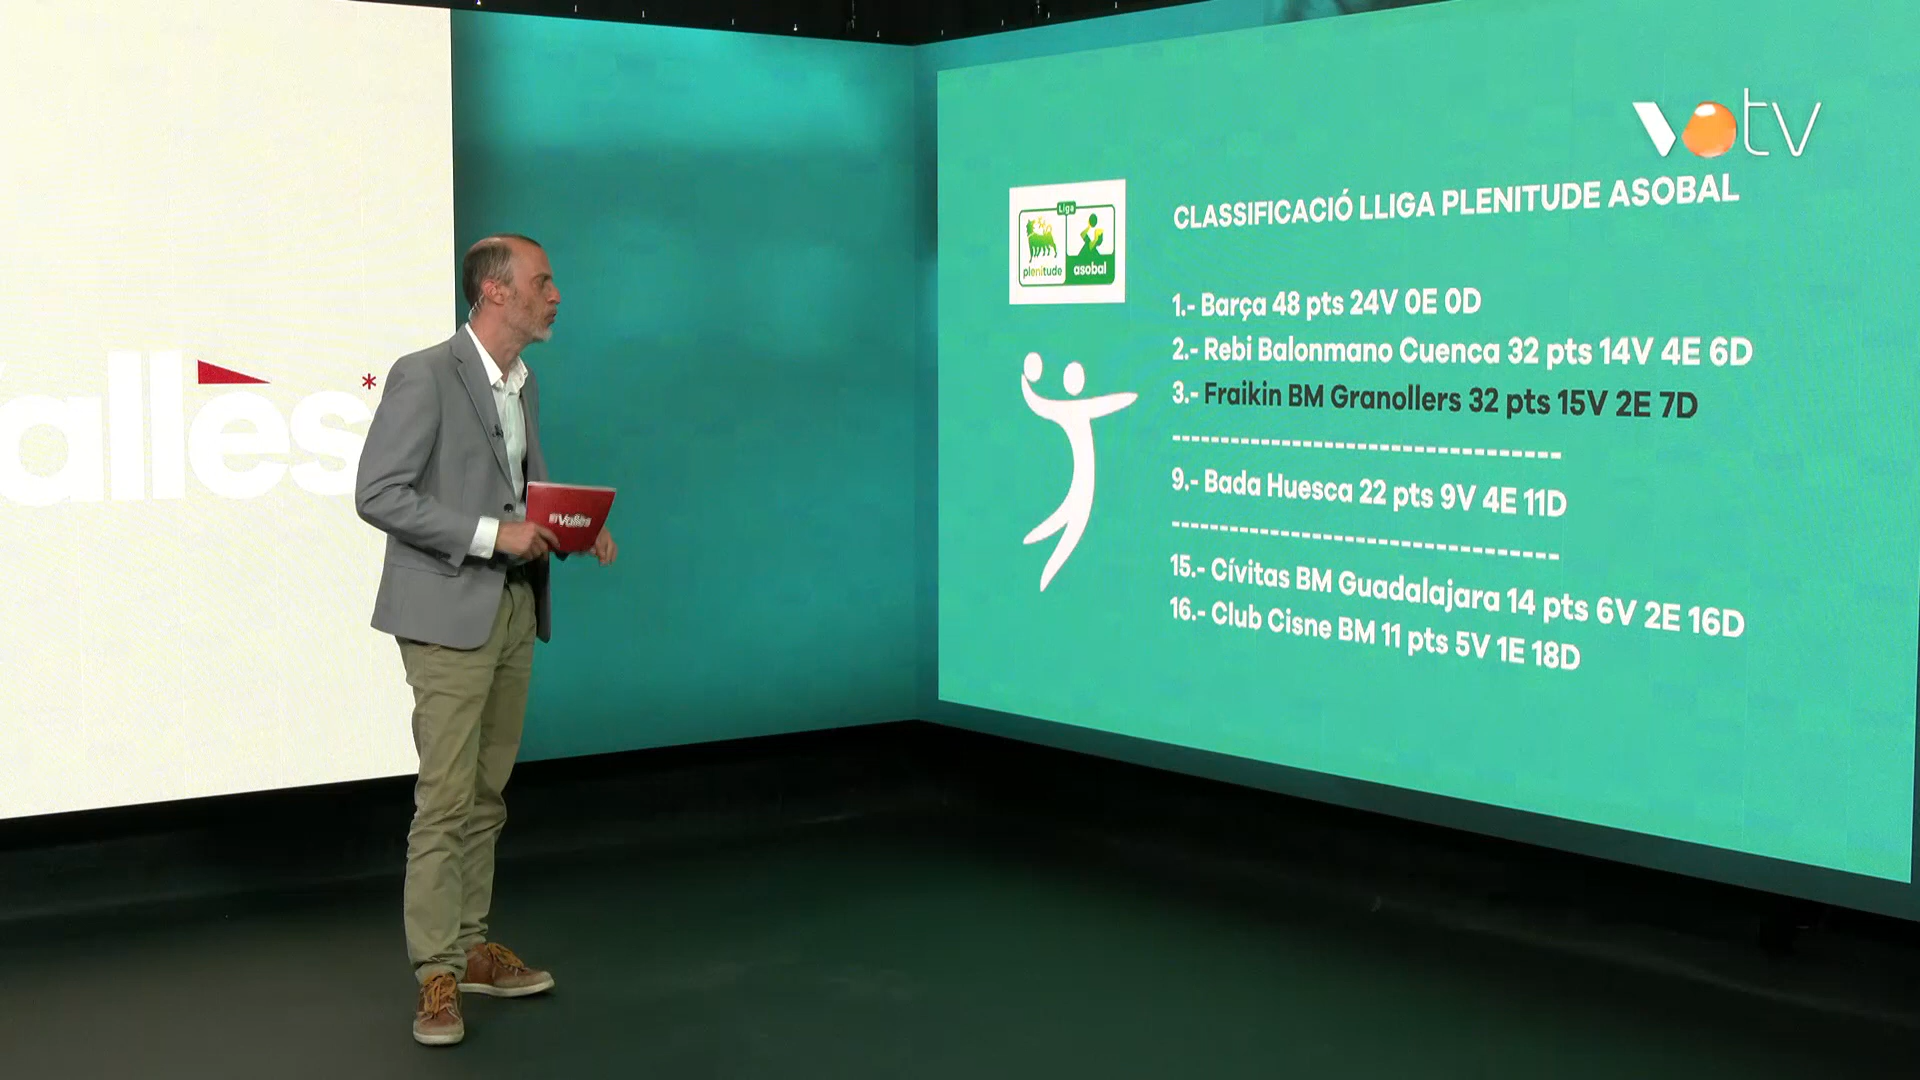 votv
CLASSIFICACIÓ LLIGA PLENITUDE ASOBAL
Liga
plenitude
asobal
1.- Barça 48 pts 24V 0E 0D
2.- Rebi Balonmano Cuenca 32 pts 14V 4E 6D
3.- Fraikin BM Granollers 32 pts 15V 2E 7D
--------------------------------
9.- Bada Huesca 22 pts 9V 4E 11D
--------------------------------
15.- Cívitas BM Guadalajara 14 pts 6V 2E 16D
16.- Club Cisne BM 11 pts 5V 1E 18D
allès*
elVallès